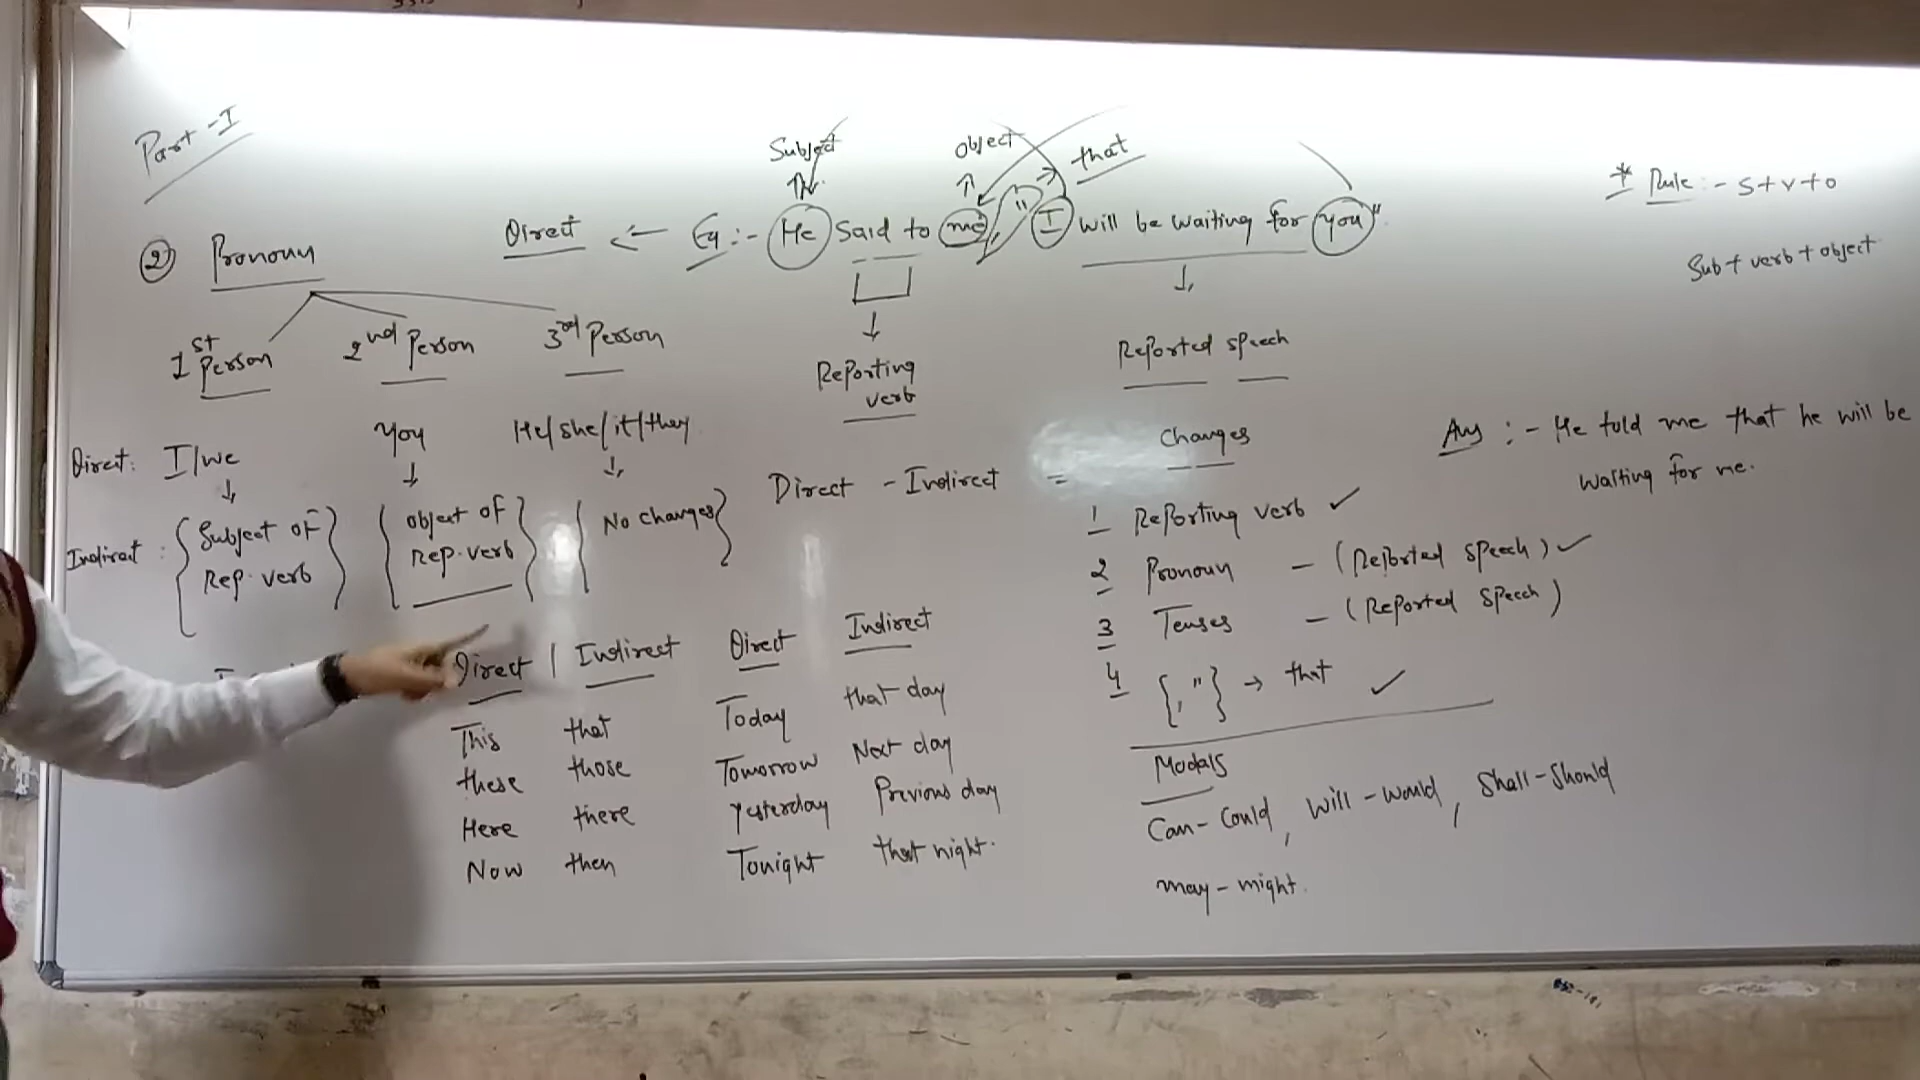 Part - I
Subject
object
that
② Pronoun
Direct ← Eg :- He Said to me, " I will be waiting for you"
* Rule :- S + V + O
Sub + verb + object
1st Person
2nd Person
3rd Person
Reporting verb
Reported speech
Direct: I/we
You
He/she/it/they
Indirect : {Subject of Rep. verb}
{object of Rep. verb}
{No changes}
Direct - Indirect =
Changes
1 Reporting verb ✓
2 Pronoun - (Reported speech) ✓
3 Tenses - (Reported speech)
4 {, "} → that ✓
Ans :- He told me that he will be
waiting for me.
Direct | Indirect
This that
these those
Here there
Now then
Direct Indirect
Today that day
Tomorrow Next day
Yesterday Previous day
Tonight that night.
Modals
Can - Could, will - would, Shall - Should
may - might.